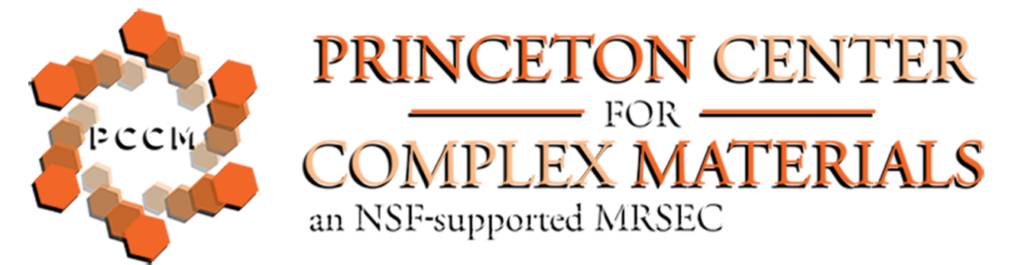 PCCM
PRINCETON CENTER
FOR
COMPLEX MATERIALS
an NSF-supported MRSEC